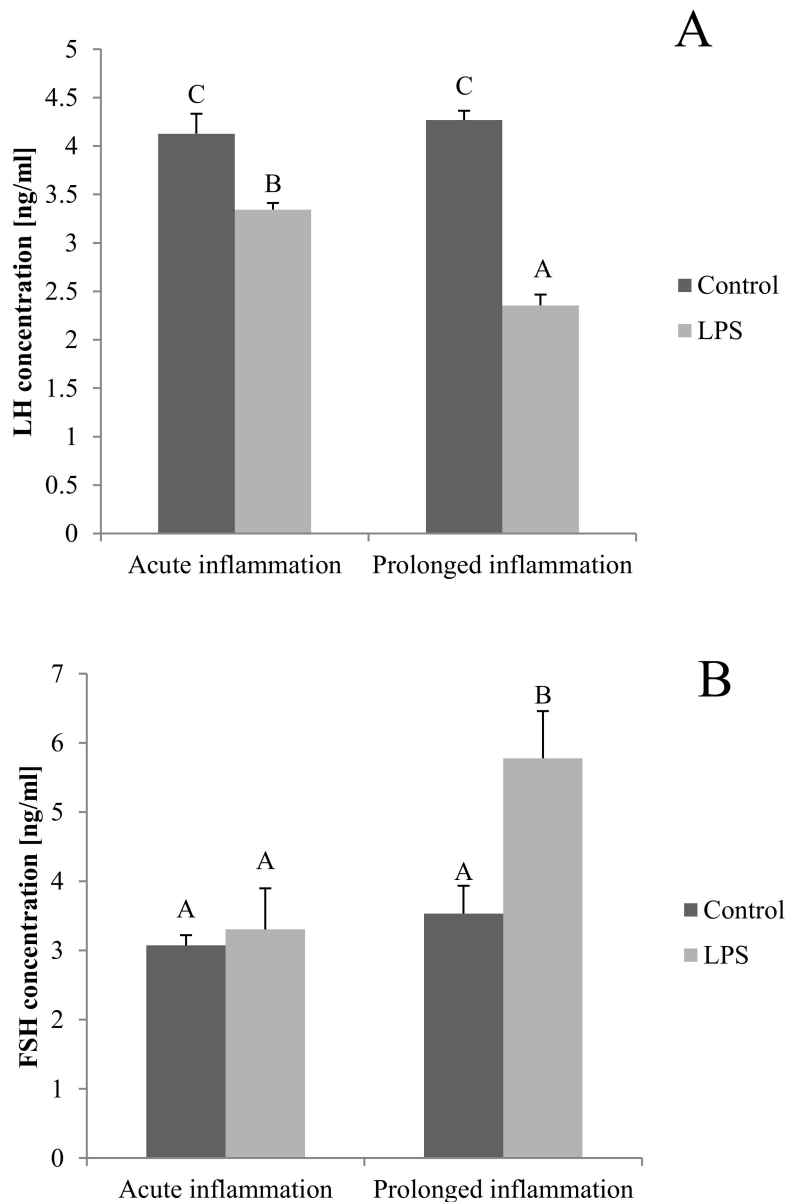 A
LH concentration [ng/ml]
5
4.5
4
3.5
3
2.5
2
1.5
1
0.5
0
C
B
C
A
Control
LPS
Acute inflammation
Prolonged inflammation
B
FSH concentration [ng/ml]
7
6
5
4
3
2
1
0
A
A
A
B
Control
LPS
Acute inflammation
Prolonged inflammation